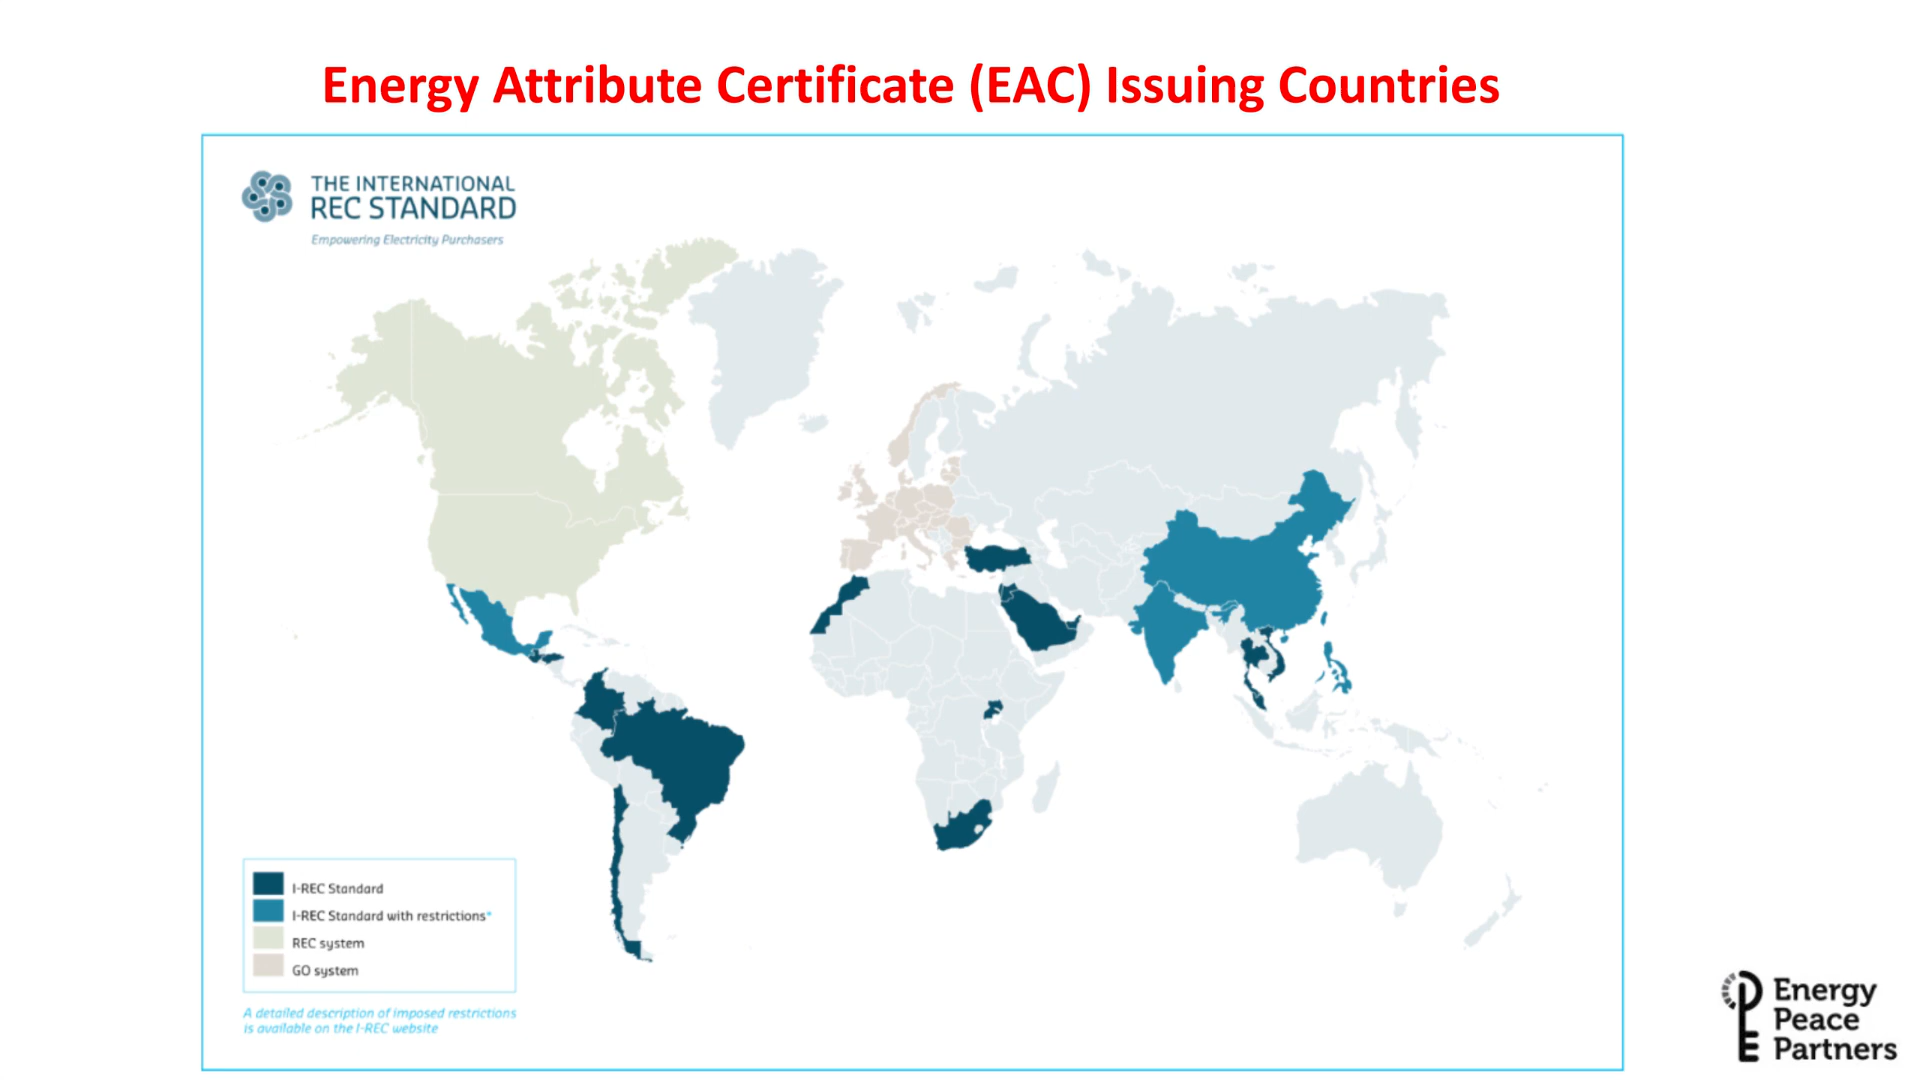 Energy Attribute Certificate (EAC) Issuing Countries
THE INTERNATIONAL
REC STANDARD
Empowering Electricity Purchasers
I-REC Standard
I-REC Standard with restrictions*
REC system
GO system
A detailed description of imposed restrictions
is available on the I-REC website
Energy
Peace
Partners